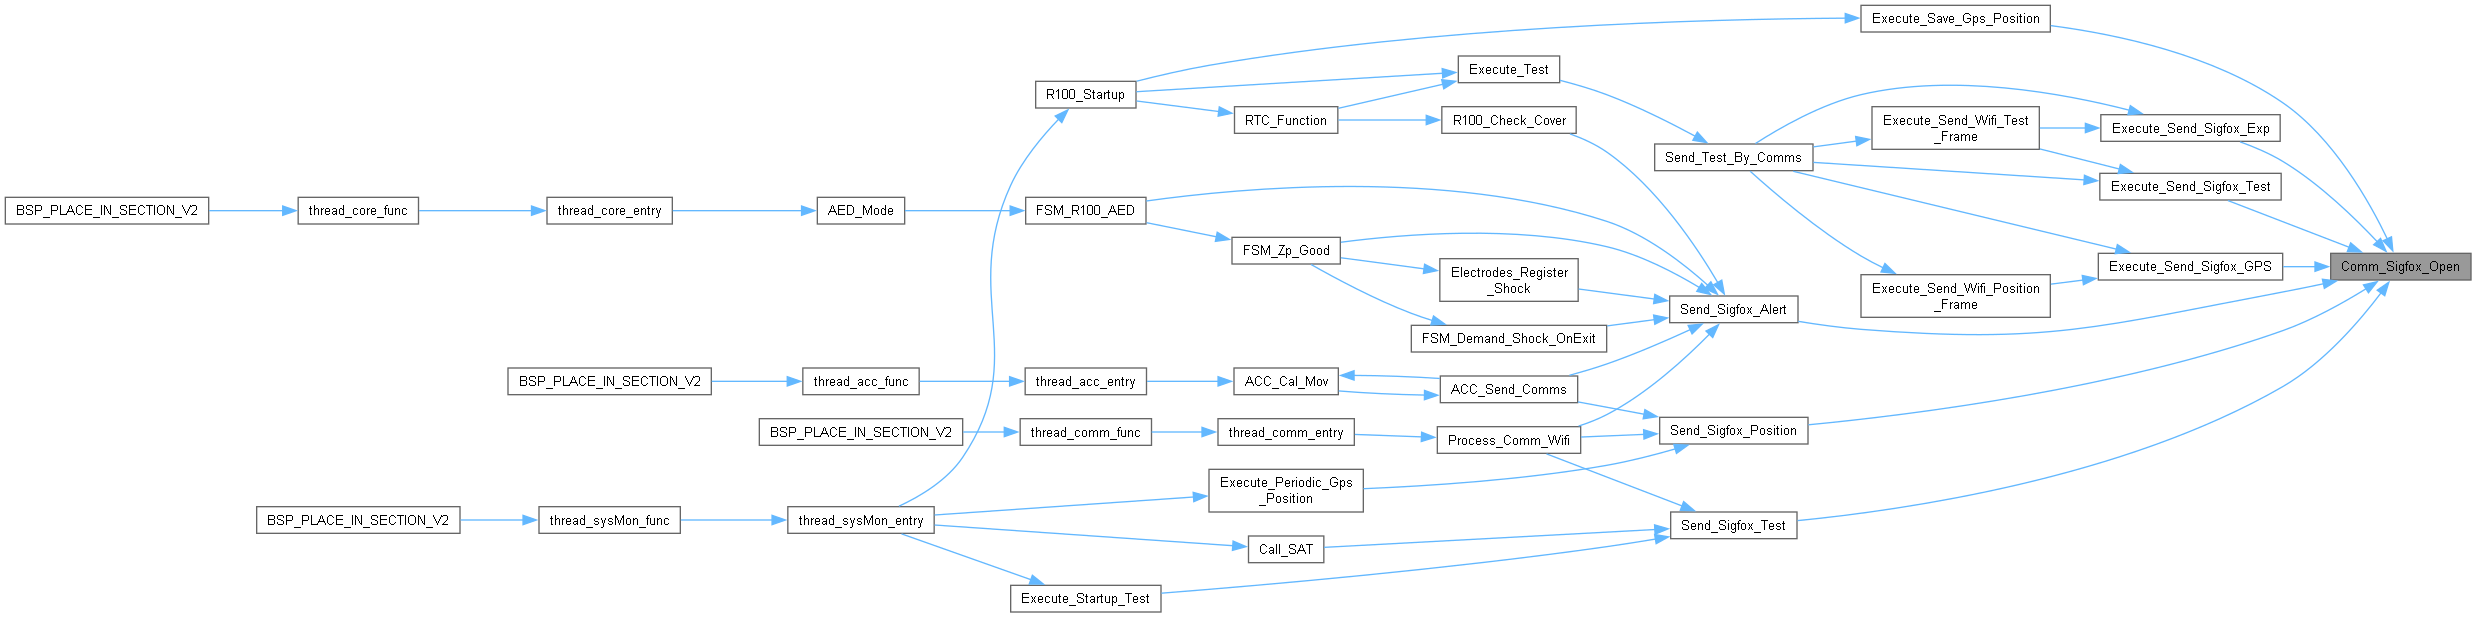 Execute_Save_Gps_Position
Execute_Test
R100_Startup
RTC_Function
R100_Check_Cover
Execute_Send_Wifi_Test
_Frame
Execute_Send_Sigfox_Exp
Send_Test_By_Comms
Execute_Send_Sigfox_Test
BSP_PLACE_IN_SECTION_V2
thread_core_func
thread_core_entry
AED_Mode
FSM_R100_AED
FSM_Zp_Good
Electrodes_Register
_Shock
Execute_Send_Sigfox_GPS
Comm_Sigfox_Open
Execute_Send_Wifi_Position
_Frame
Send_Sigfox_Alert
FSM_Demand_Shock_OnExit
BSP_PLACE_IN_SECTION_V2
thread_acc_func
thread_acc_entry
ACC_Cal_Mov
ACC_Send_Comms
BSP_PLACE_IN_SECTION_V2
thread_comm_func
thread_comm_entry
Process_Comm_Wifi
Send_Sigfox_Position
Execute_Periodic_Gps
_Position
BSP_PLACE_IN_SECTION_V2
thread_sysMon_func
thread_sysMon_entry
Send_Sigfox_Test
Call_SAT
Execute_Startup_Test